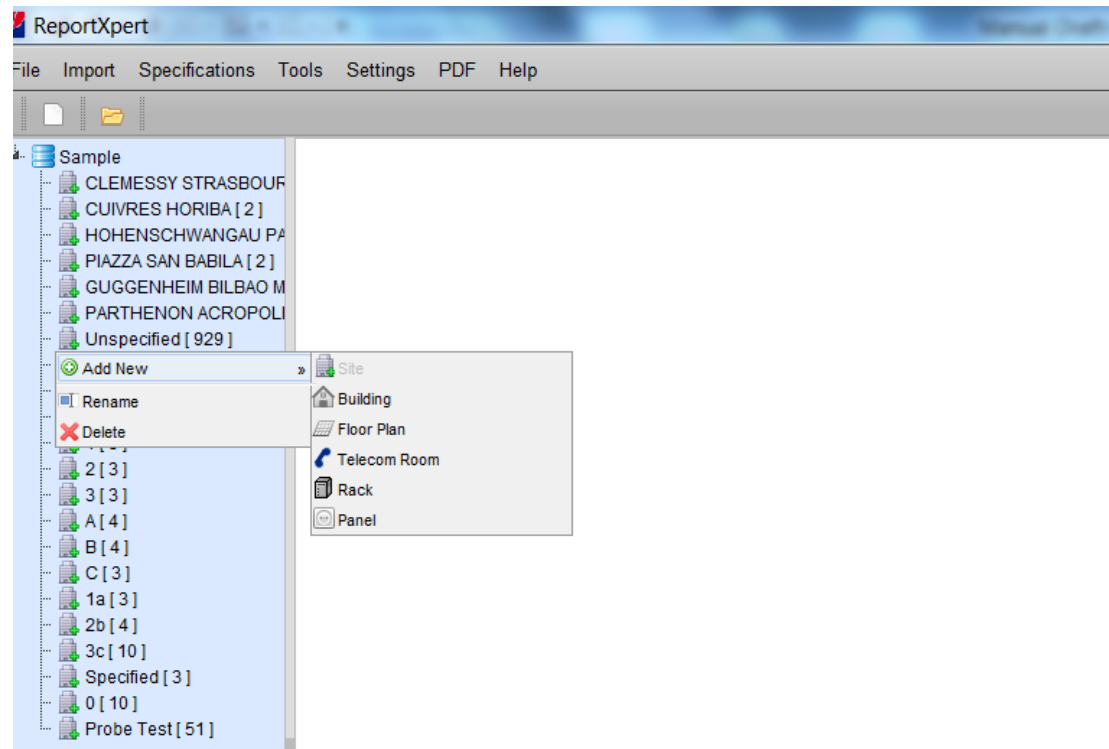 ReportXpert
File Import Specifications Tools Settings PDF Help
Sample
CLEMESSY STRASBOUR
CUIVRES HORIBA [ 2 ]
HOHENSCHWANGAU PA
PIAZZA SAN BABILA [ 2 ]
GUGGENHEIM BILBAO M
PARTHENON ACROPOLI
Unspecified [ 929 ]
Add New »
Rename
Delete
Site
Building
Floor Plan
Telecom Room
Rack
Panel
2 [ 3 ]
3 [ 3 ]
A [ 4 ]
B [ 4 ]
C [ 3 ]
1a [ 3 ]
2b [ 4 ]
3c [ 10 ]
Specified [ 3 ]
0 [ 10 ]
Probe Test [ 51 ]